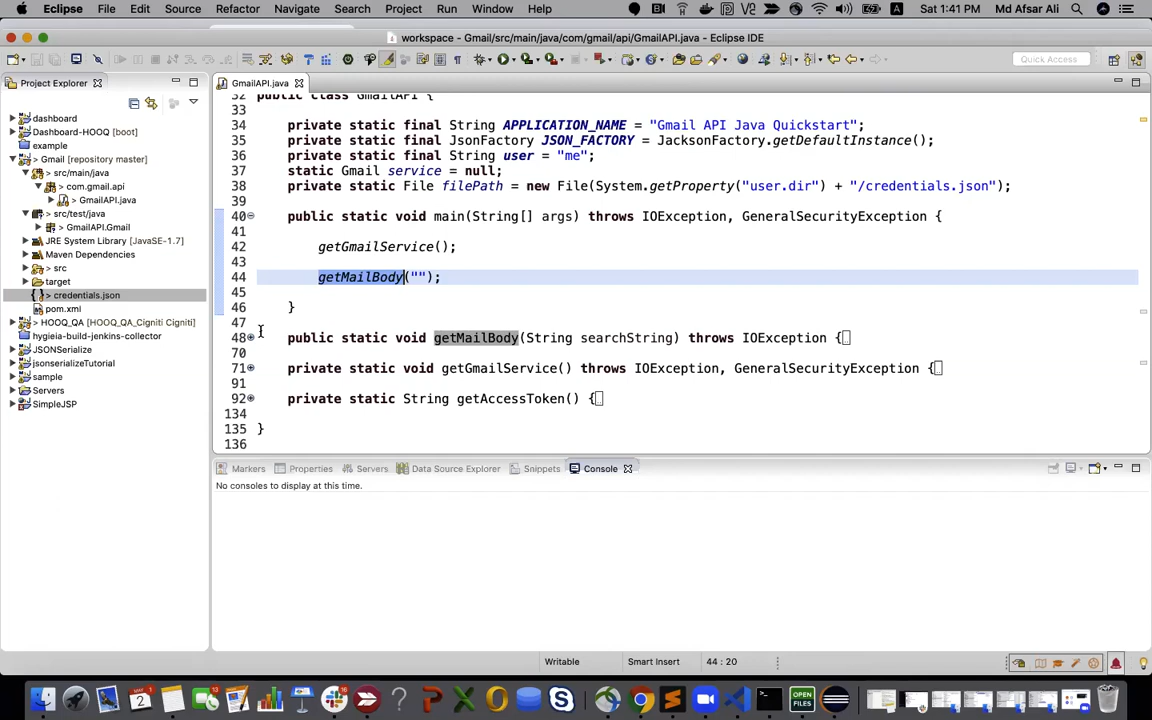 Eclipse File Edit Source Refactor Navigate Search Project Run Window Help Sat 1:41 PM Md Afsar Ali
workspace - Gmail/src/main/java/com/gmail/api/GmailAPI.java - Eclipse IDE
Quick Access
Project Explorer
GmailAPI.java
dashboard
Dashboard-HOOQ [boot]
example
Gmail [repository master]
src/main/java
com.gmail.api
GmailAPI.java
src/test/java
GmailAPI.Gmail
JRE System Library [JavaSE-1.7]
Maven Dependencies
src
target
credentials.json
pom.xml
HOOQ_QA [HOOQ_QA_Cigniti Cigniti]
hygieia-build-jenkins-collector
JSONSerialize
jsonserializeTutorial
sample
Servers
SimpleJSP
32 public class GmailAPI {
33
34 private static final String APPLICATION_NAME = "Gmail API Java Quickstart";
35 private static final JsonFactory JSON_FACTORY = JacksonFactory.getDefaultInstance();
36 private static final String user = "me";
37 static Gmail service = null;
38 private static File filePath = new File(System.getProperty("user.dir") + "/credentials.json");
39
40 public static void main(String[] args) throws IOException, GeneralSecurityException {
41
42 getGmailService();
43
44 getMailBody("");
45
46 }
47
48 public static void getMailBody(String searchString) throws IOException {
70
71 private static void getGmailService() throws IOException, GeneralSecurityException {
91
92 private static String getAccessToken() {
134
135 }
136
Markers Properties Servers Data Source Explorer Snippets Console
No consoles to display at this time.
Writable Smart Insert 44 : 20